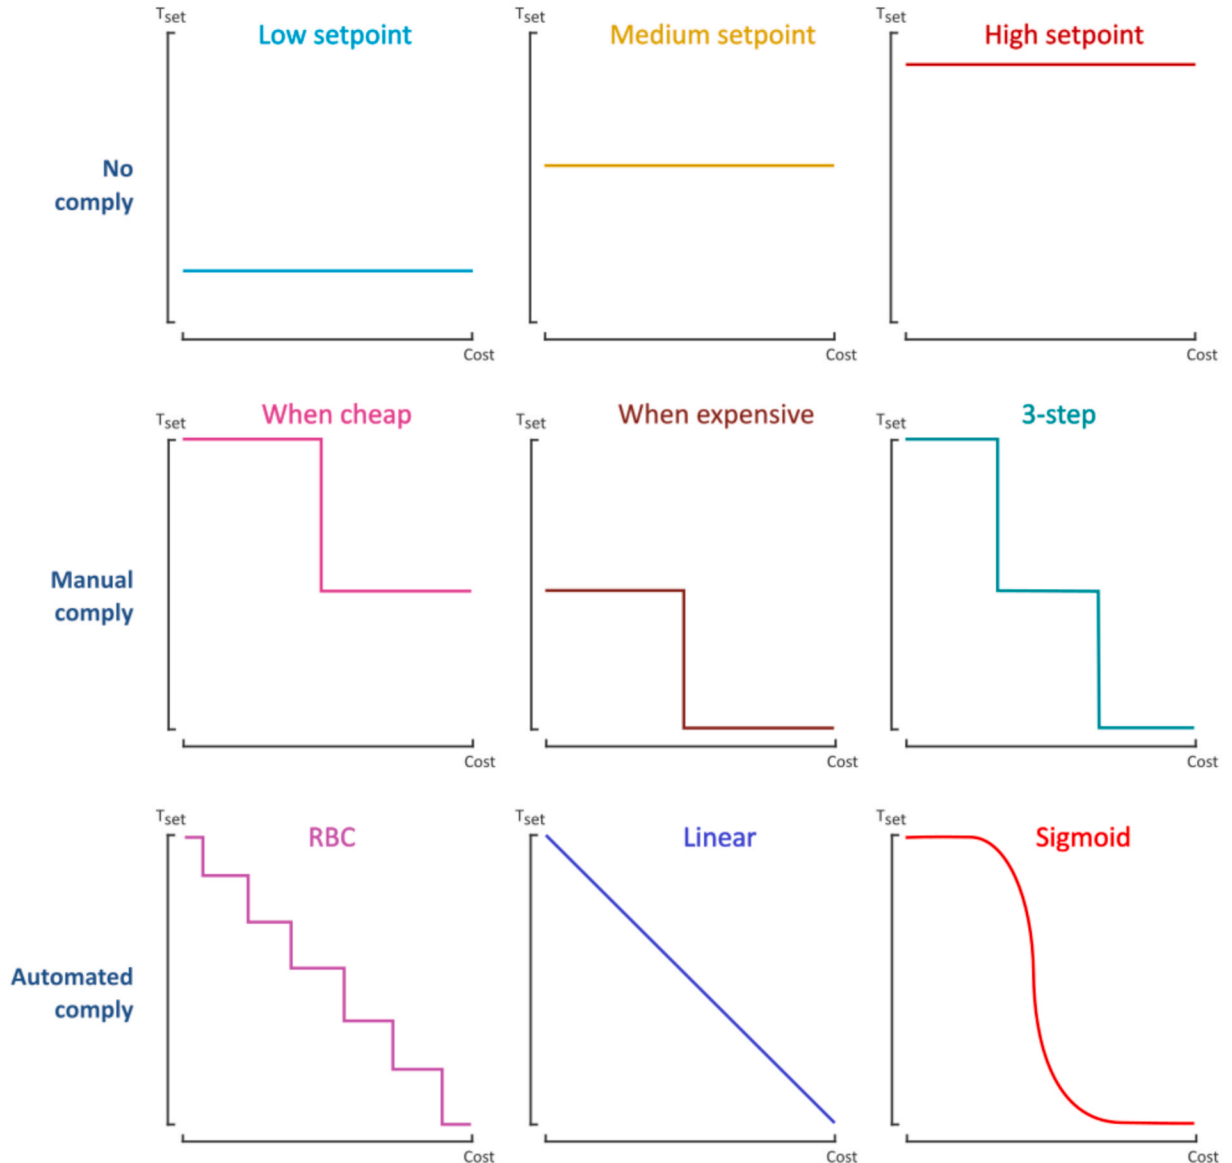 Tset
Low setpoint
Tset
Medium setpoint
Tset
High setpoint
No
comply
Cost
Cost
Cost
Tset
When cheap
Tset
When expensive
Tset
3-step
Manual
comply
Cost
Cost
Cost
Tset
RBC
Tset
Linear
Tset
Sigmoid
Automated
comply
Cost
Cost
Cost